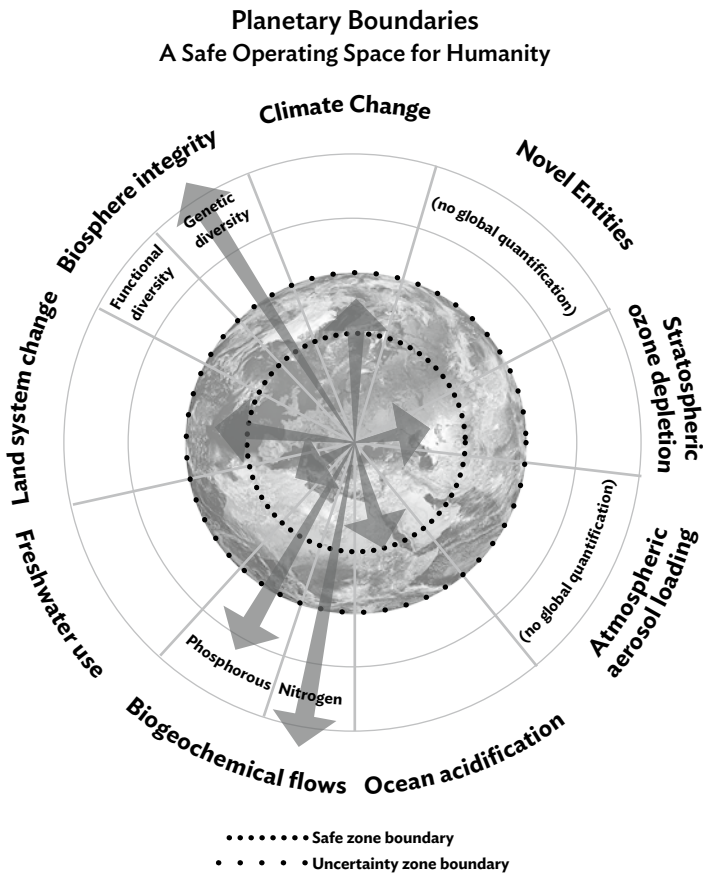 Planetary Boundaries
A Safe Operating Space for Humanity
Climate Change
Novel Entities
(no global quantification)
Stratospheric
ozone depletion
Atmospheric
aerosol loading
(no global quantification)
Ocean acidification
Biogeochemical flows
Phosphorous
Nitrogen
Freshwater use
Land system change
Biosphere integrity
Functional
diversity
Genetic
diversity
Safe zone boundary
Uncertainty zone boundary